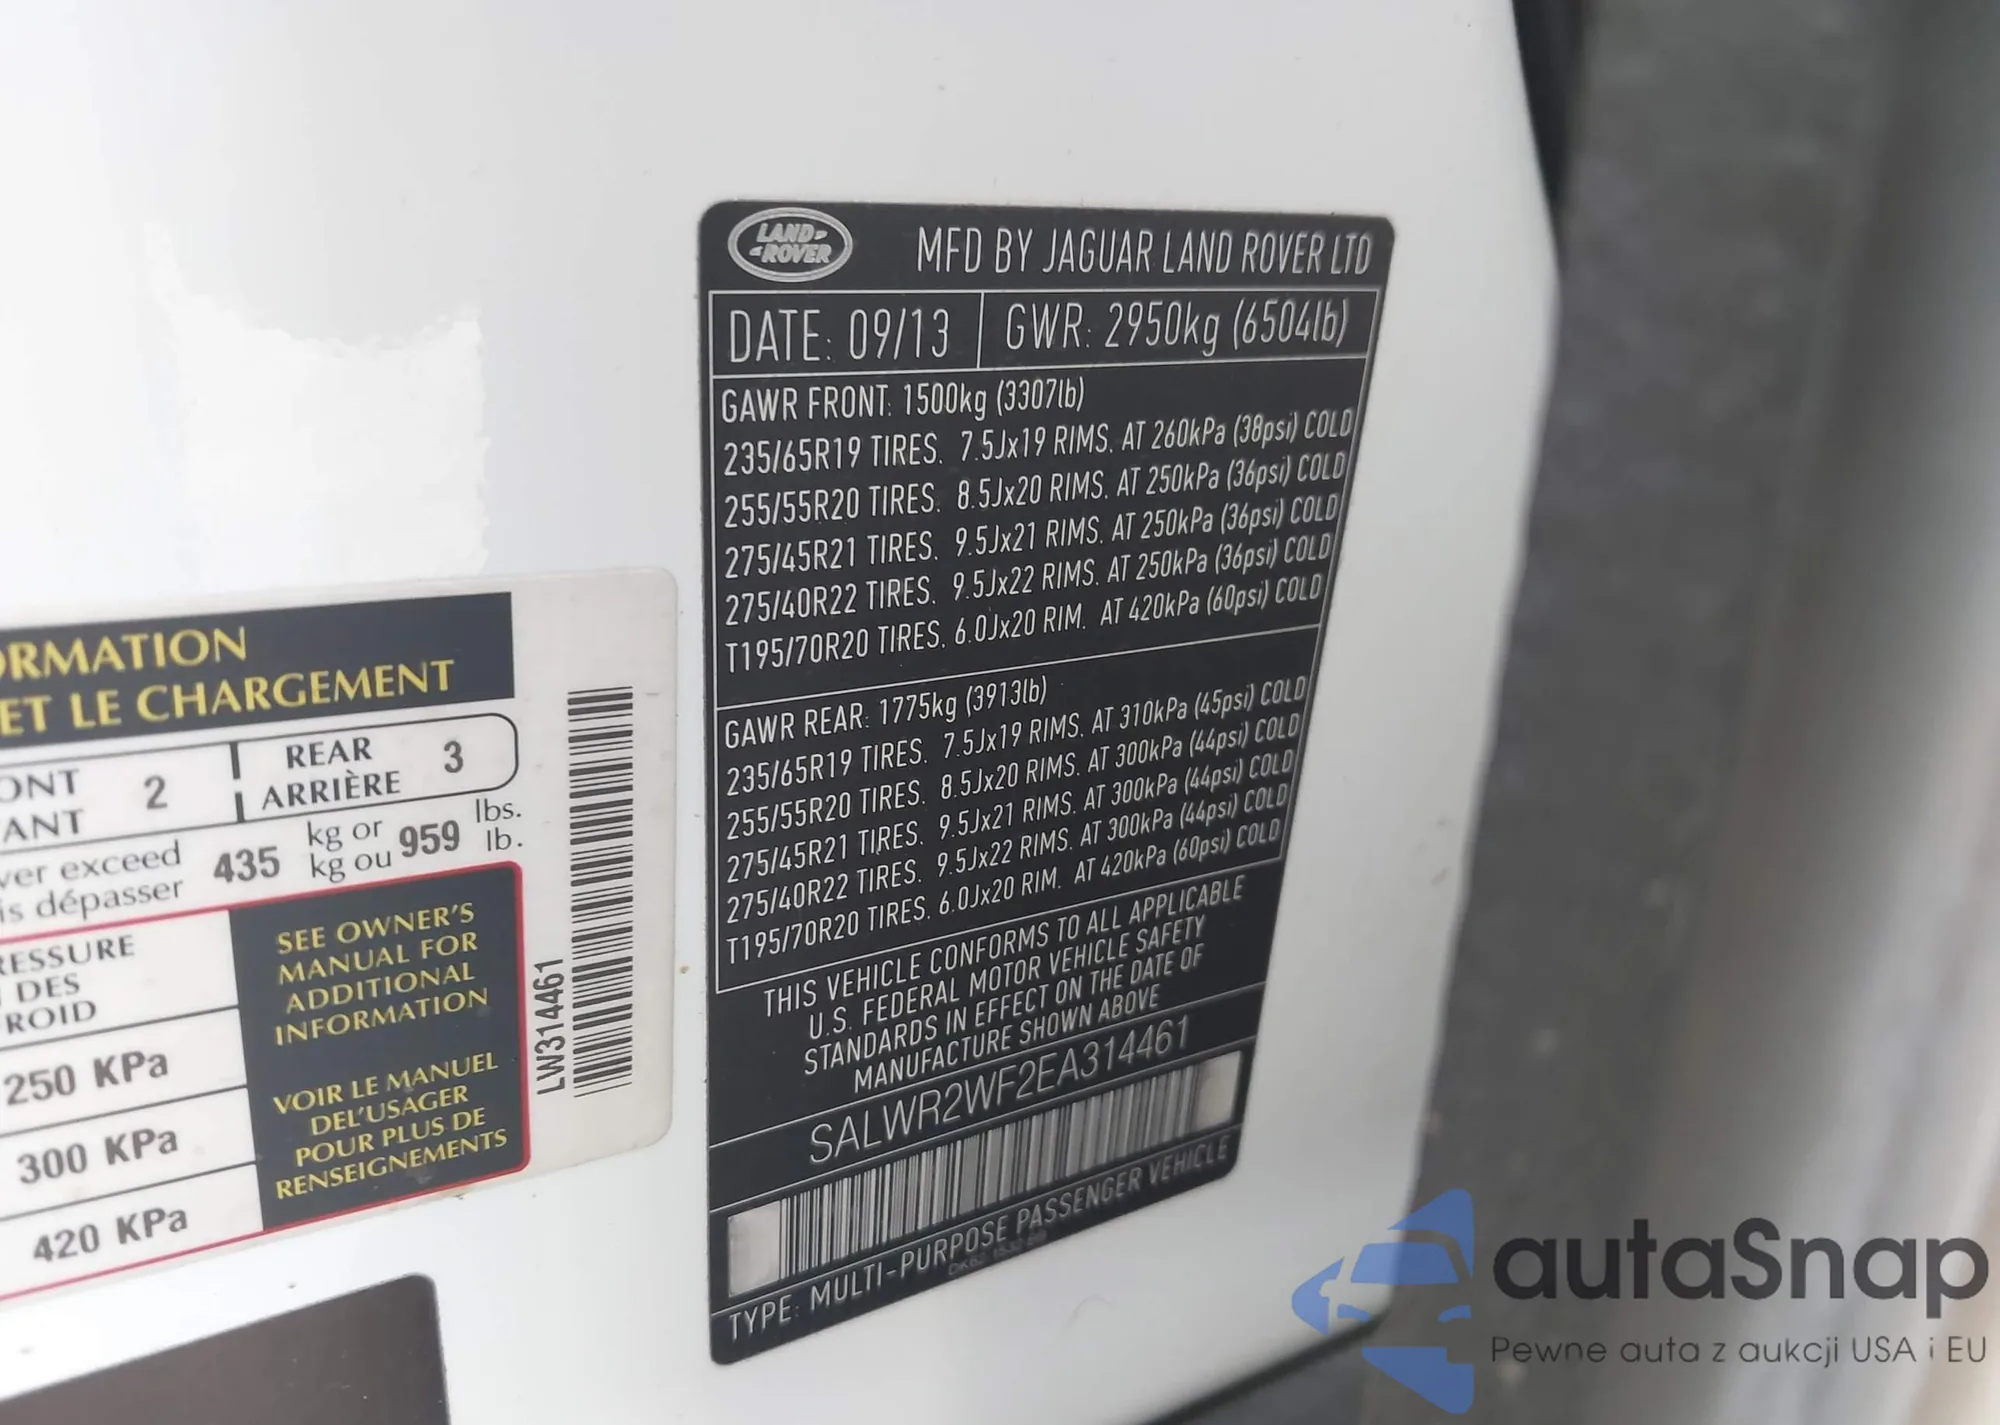 ORMATION
ET LE CHARGEMENT
ONT
ANT
2
REAR
ARRIÈRE
3
ver exceed
is dépasser
435
kg or
kg ou
959
lbs.
lb.
RESSURE
DES
ROID
250 KPa
300 KPa
420 KPa
SEE OWNER'S
MANUAL FOR
ADDITIONAL
INFORMATION
VOIR LE MANUEL
DEL'USAGER
POUR PLUS DE
RENSEIGNEMENTS
LW314461
LAND-
-ROVER
MFD BY JAGUAR LAND ROVER LTD
DATE: 09/13 GWR: 2950kg (6504lb)
GAWR FRONT: 1500kg (3307lb)
235/65R19 TIRES. 7.5Jx19 RIMS. AT 260kPa (38psi) COLD
255/55R20 TIRES. 8.5Jx20 RIMS. AT 250kPa (36psi) COLD
275/45R21 TIRES. 9.5Jx21 RIMS. AT 250kPa (36psi) COLD
275/40R22 TIRES. 9.5Jx22 RIMS. AT 250kPa (36psi) COLD
T195/70R20 TIRES. 6.0Jx20 RIM. AT 420kPa (60psi) COLD
GAWR REAR: 1775kg (3913lb)
235/65R19 TIRES. 7.5Jx19 RIMS. AT 310kPa (45psi) COLD
255/55R20 TIRES. 8.5Jx20 RIMS. AT 300kPa (44psi) COLD
275/45R21 TIRES. 9.5Jx21 RIMS. AT 300kPa (44psi) COLD
275/40R22 TIRES. 9.5Jx22 RIMS. AT 300kPa (44psi) COLD
T195/70R20 TIRES. 6.0Jx20 RIM. AT 420kPa (60psi) COLD
THIS VEHICLE CONFORMS TO ALL APPLICABLE
U.S. FEDERAL MOTOR VEHICLE SAFETY
STANDARDS IN EFFECT ON THE DATE OF
MANUFACTURE SHOWN ABOVE
SALWR2WF2EA314461
TYPE: MULTI-PURPOSE PASSENGER VEHICLE
autaSnap
Pewne auta z aukcji USA i EU